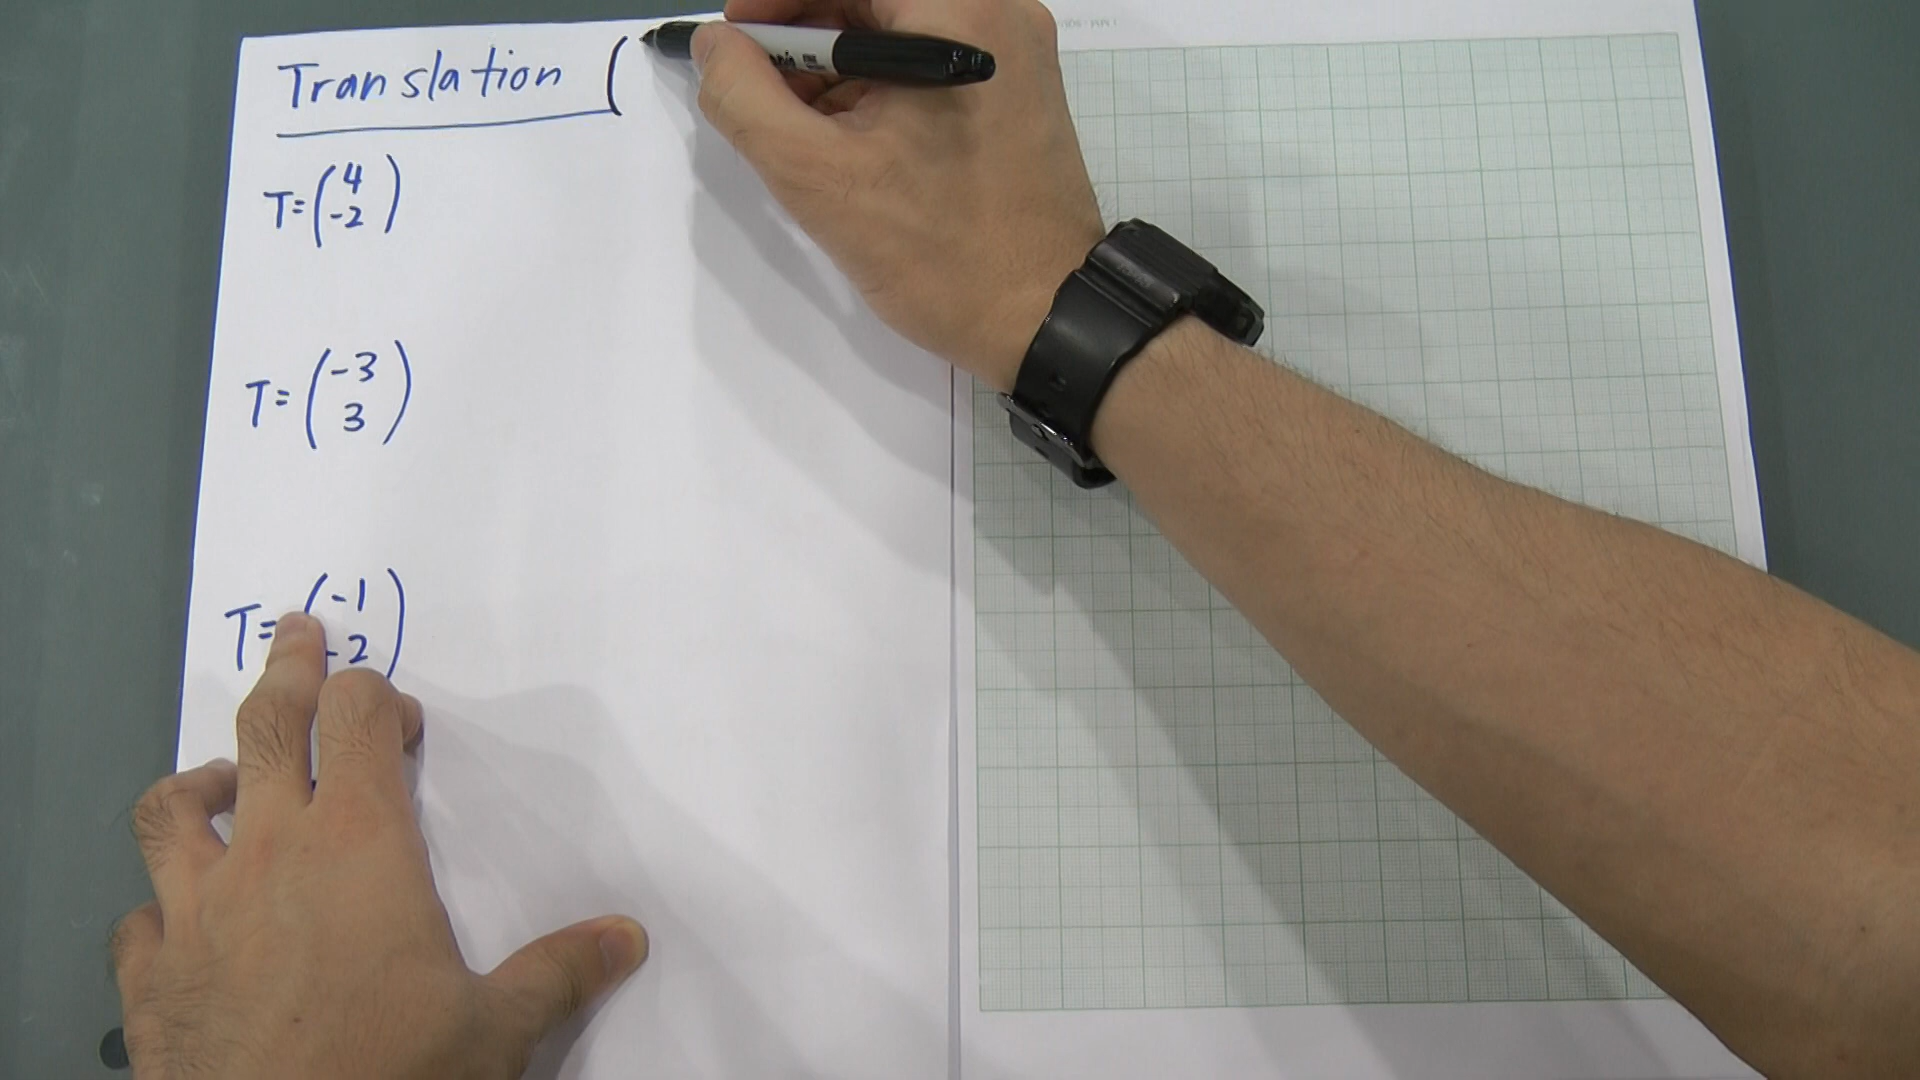 Translation (
T= ( 4
-2 )
T= ( -3
3 )
T= ( -1
-2 )